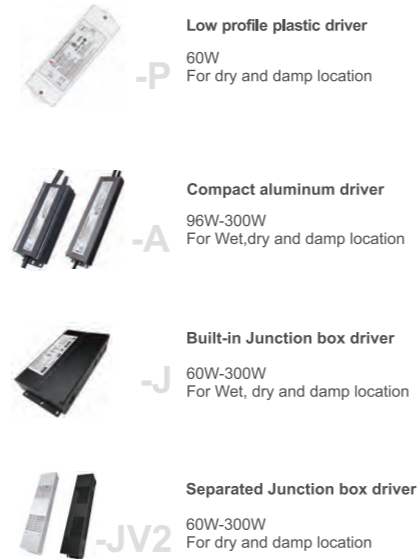 Low profile plastic driver
60W
-P For dry and damp location
Compact aluminum driver
96W-300W
-A For Wet,dry and damp location
Built-in Junction box driver
-J 60W-300W
For Wet, dry and damp location
Separated Junction box driver
60W-300W
-JV2 For dry and damp location